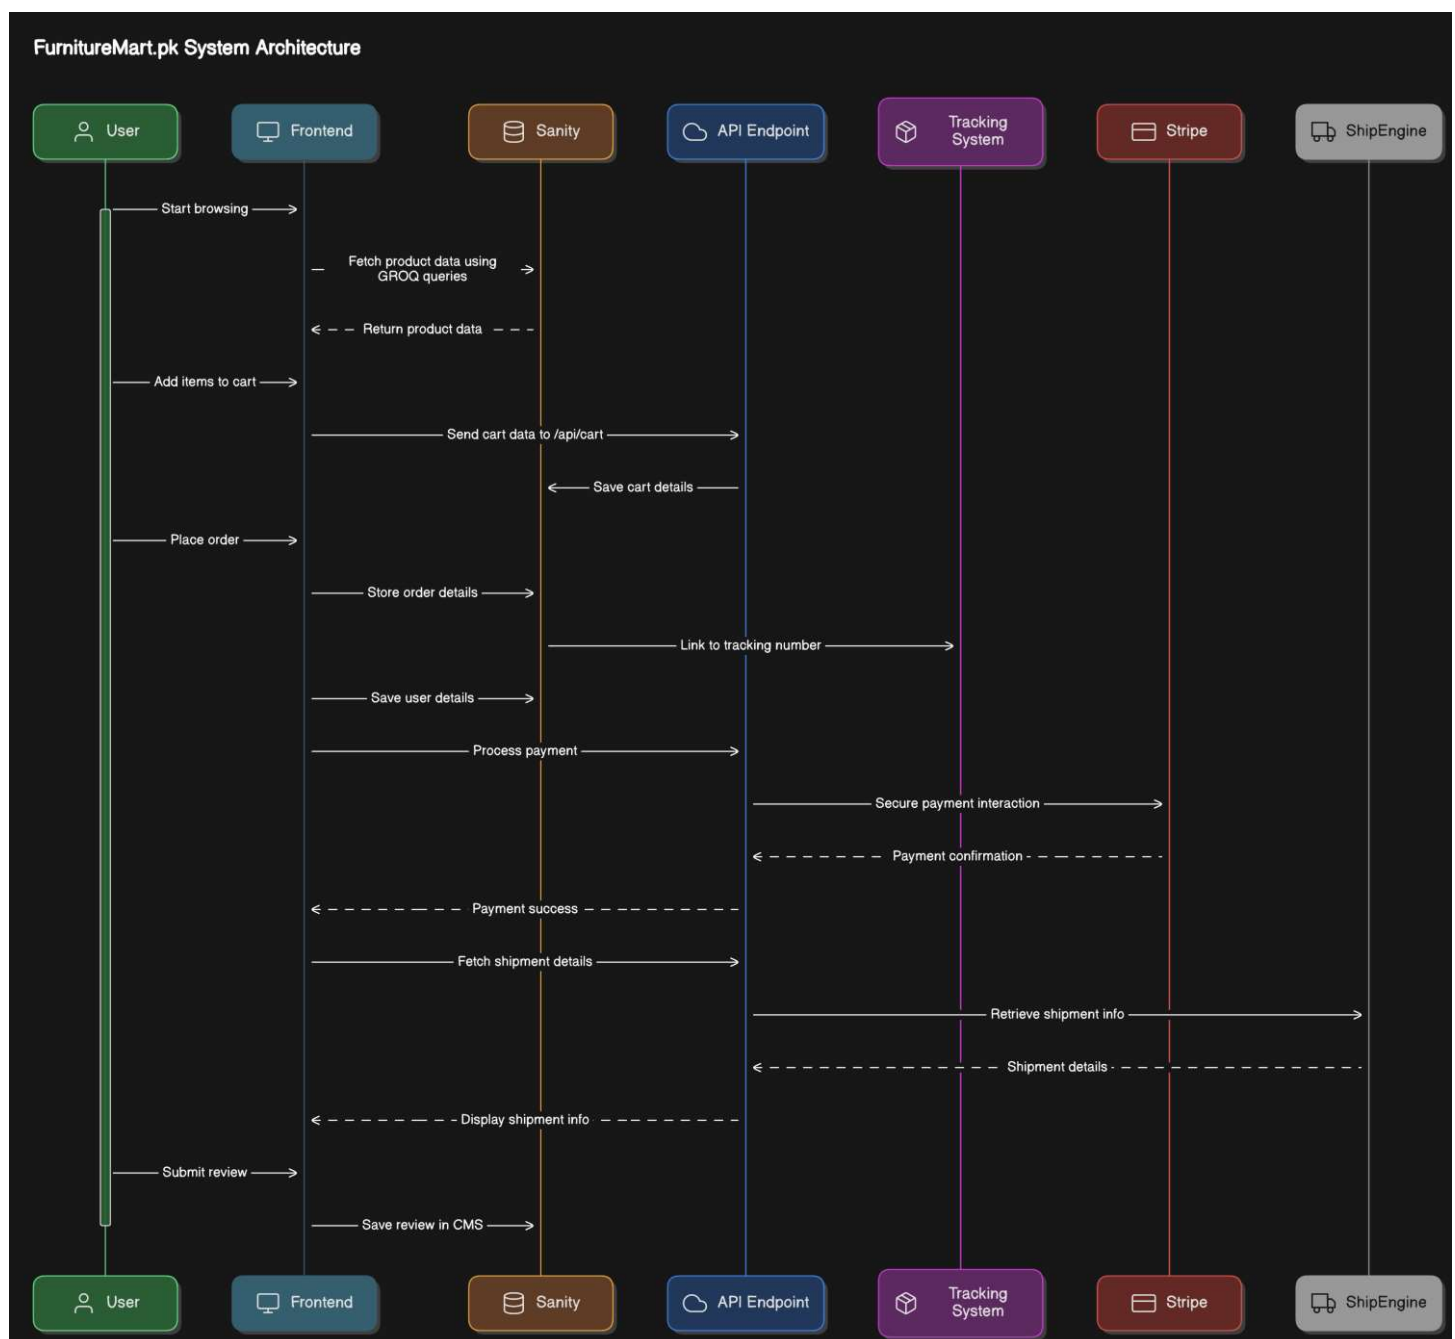 FurnitureMart.pk System Architecture
User
Frontend
Sanity
API Endpoint
Tracking
System
Stripe
ShipEngine
Start browsing
Fetch product data using
GROQ queries
Return product data
Add items to cart
Send cart data to /api/cart
Save cart details
Place order
Store order details
Link to tracking number
Save user details
Process payment
Secure payment interaction
Payment confirmation
Payment success
Fetch shipment details
Retrieve shipment info
Shipment details
Display shipment info
Submit review
Save review in CMS
User
Frontend
Sanity
API Endpoint
Tracking
System
Stripe
ShipEngine